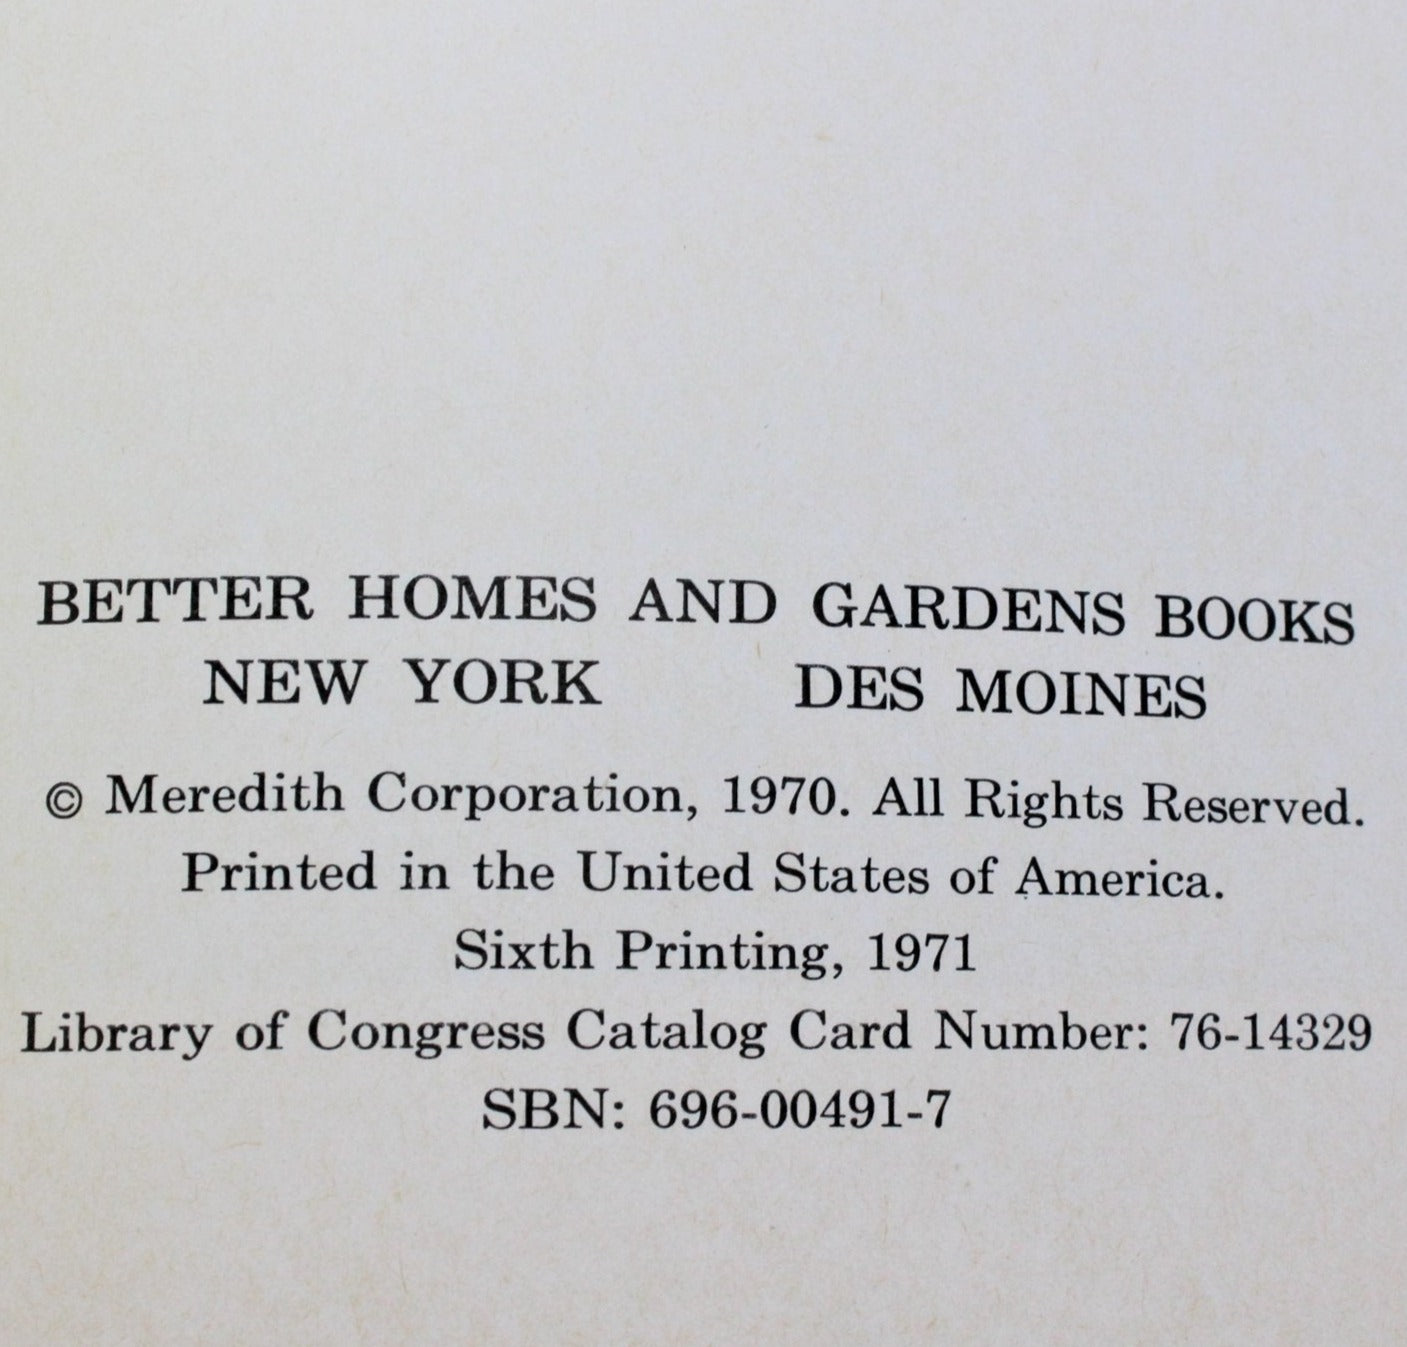 BETTER HOMES AND GARDENS BOOKS
NEW YORK DES MOINES
© Meredith Corporation, 1970. All Rights Reserved.
Printed in the United States of America.
Sixth Printing, 1971
Library of Congress Catalog Card Number: 76-14329
SBN: 696-00491-7